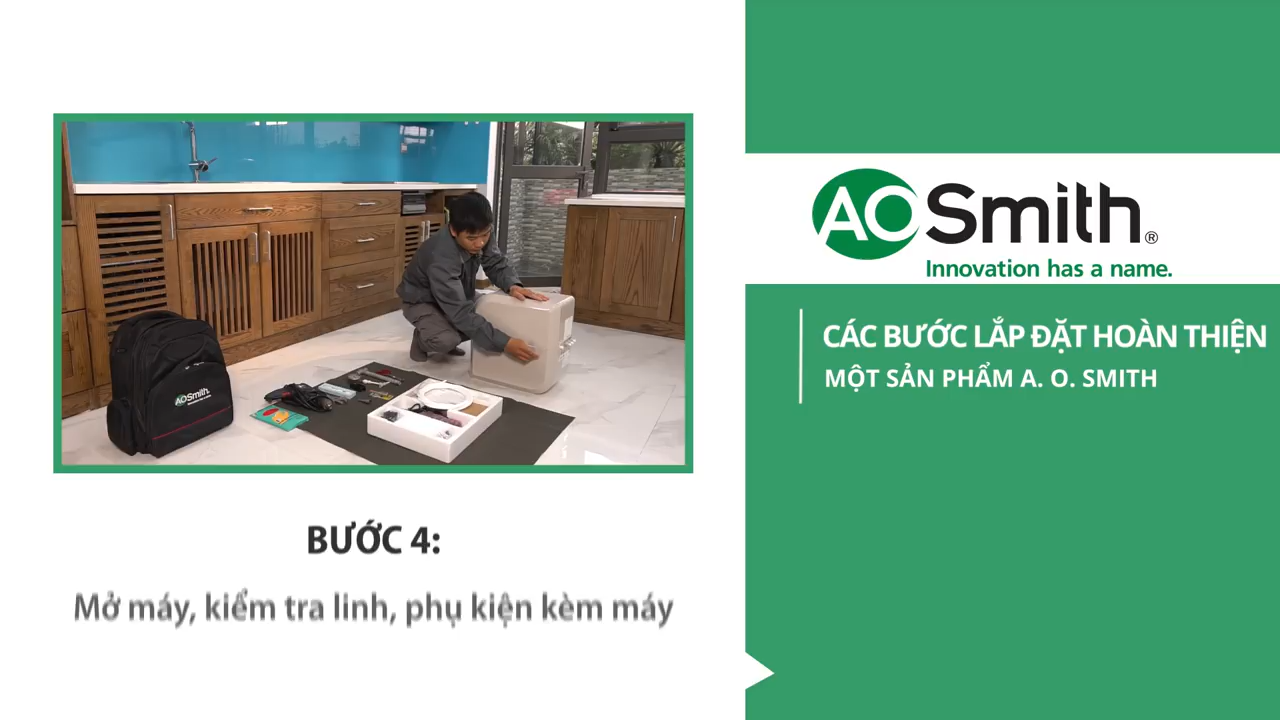 AOSmith®
Innovation has a name.
CÁC BƯỚC LẮP ĐẶT HOÀN THIỆN
MỘT SẢN PHẨM A. O. SMITH
AOSmith
BƯỚC 4:
Mở máy, kiểm tra linh, phụ kiện kèm máy